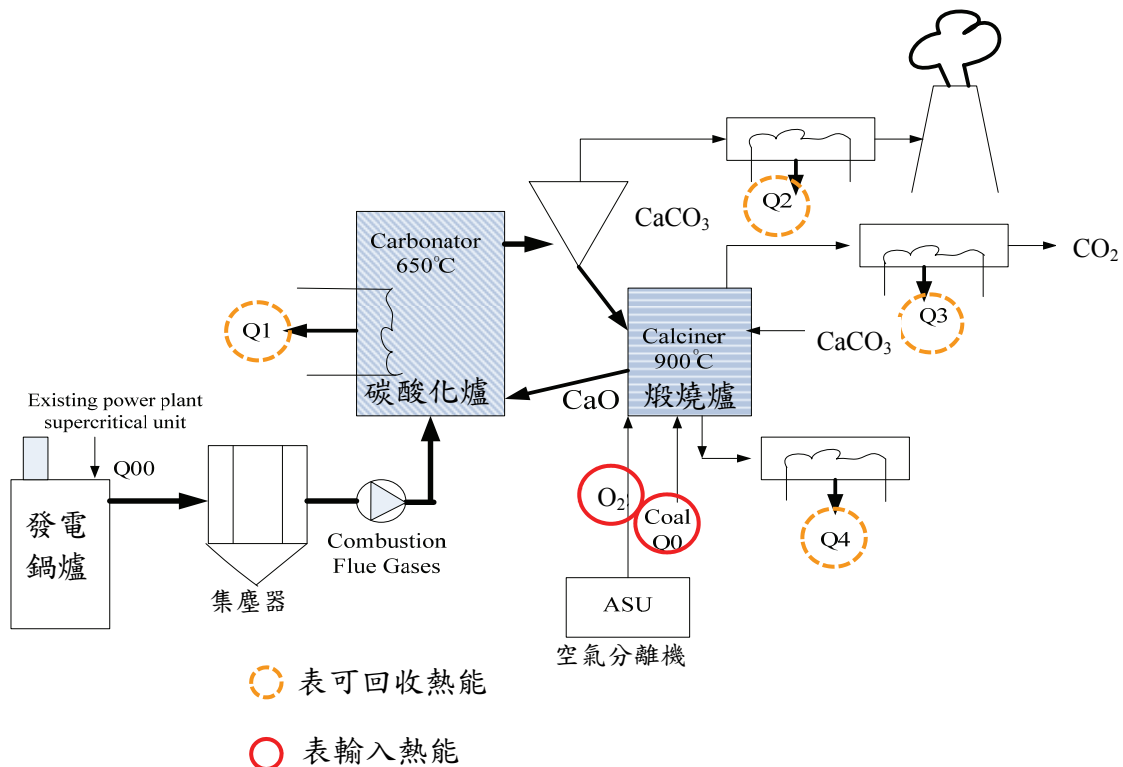 Q2
CaCO3
Carbonator
650°C
CO2
Q1
Q3
Calciner
900°C
CaCO3
碳酸化爐
CaO
煅燒爐
Existing power plant
supercritical unit
Q00
發電
鍋爐
O2
Coal
Q0
Q4
Combustion
Flue Gases
集塵器
ASU
空氣分離機
表可回收熱能
表輸入熱能